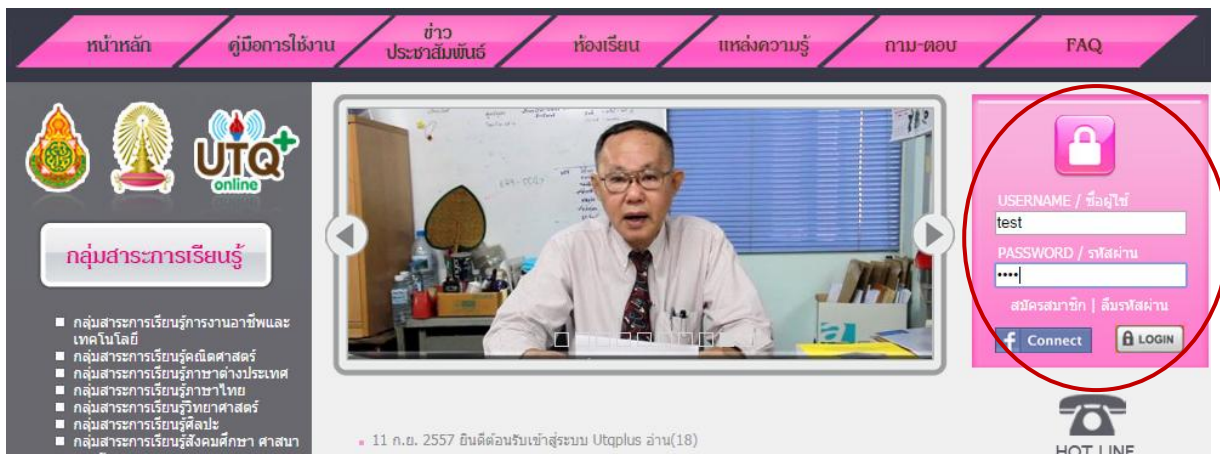 หน้าหลัก
คู่มือการใช้งาน
ข่าว
ประชาสัมพันธ์
ห้องเรียน
แหล่งความรู้
ถาม-ตอบ
FAQ
UTQ+
online
กลุ่มสาระการเรียนรู้
กลุ่มสาระการเรียนรู้การงานอาชีพและ
เทคโนโลยี
กลุ่มสาระการเรียนรู้คณิตศาสตร์
กลุ่มสาระการเรียนรู้ภาษาต่างประเทศ
กลุ่มสาระการเรียนรู้ภาษาไทย
กลุ่มสาระการเรียนรู้วิทยาศาสตร์
กลุ่มสาระการเรียนรู้ศิลปะ
กลุ่มสาระการเรียนรู้สังคมศึกษา ศาสนา
11 ก.ย. 2557 ยินดีต้อนรับเข้าสู่ระบบ Utqplus อ่าน(18)
USERNAME / ชื่อผู้ใช้
test
PASSWORD / รหัสผ่าน
••••
สมัครสมาชิก | ลืมรหัสผ่าน
f Connect
LOGIN
HOT LINE